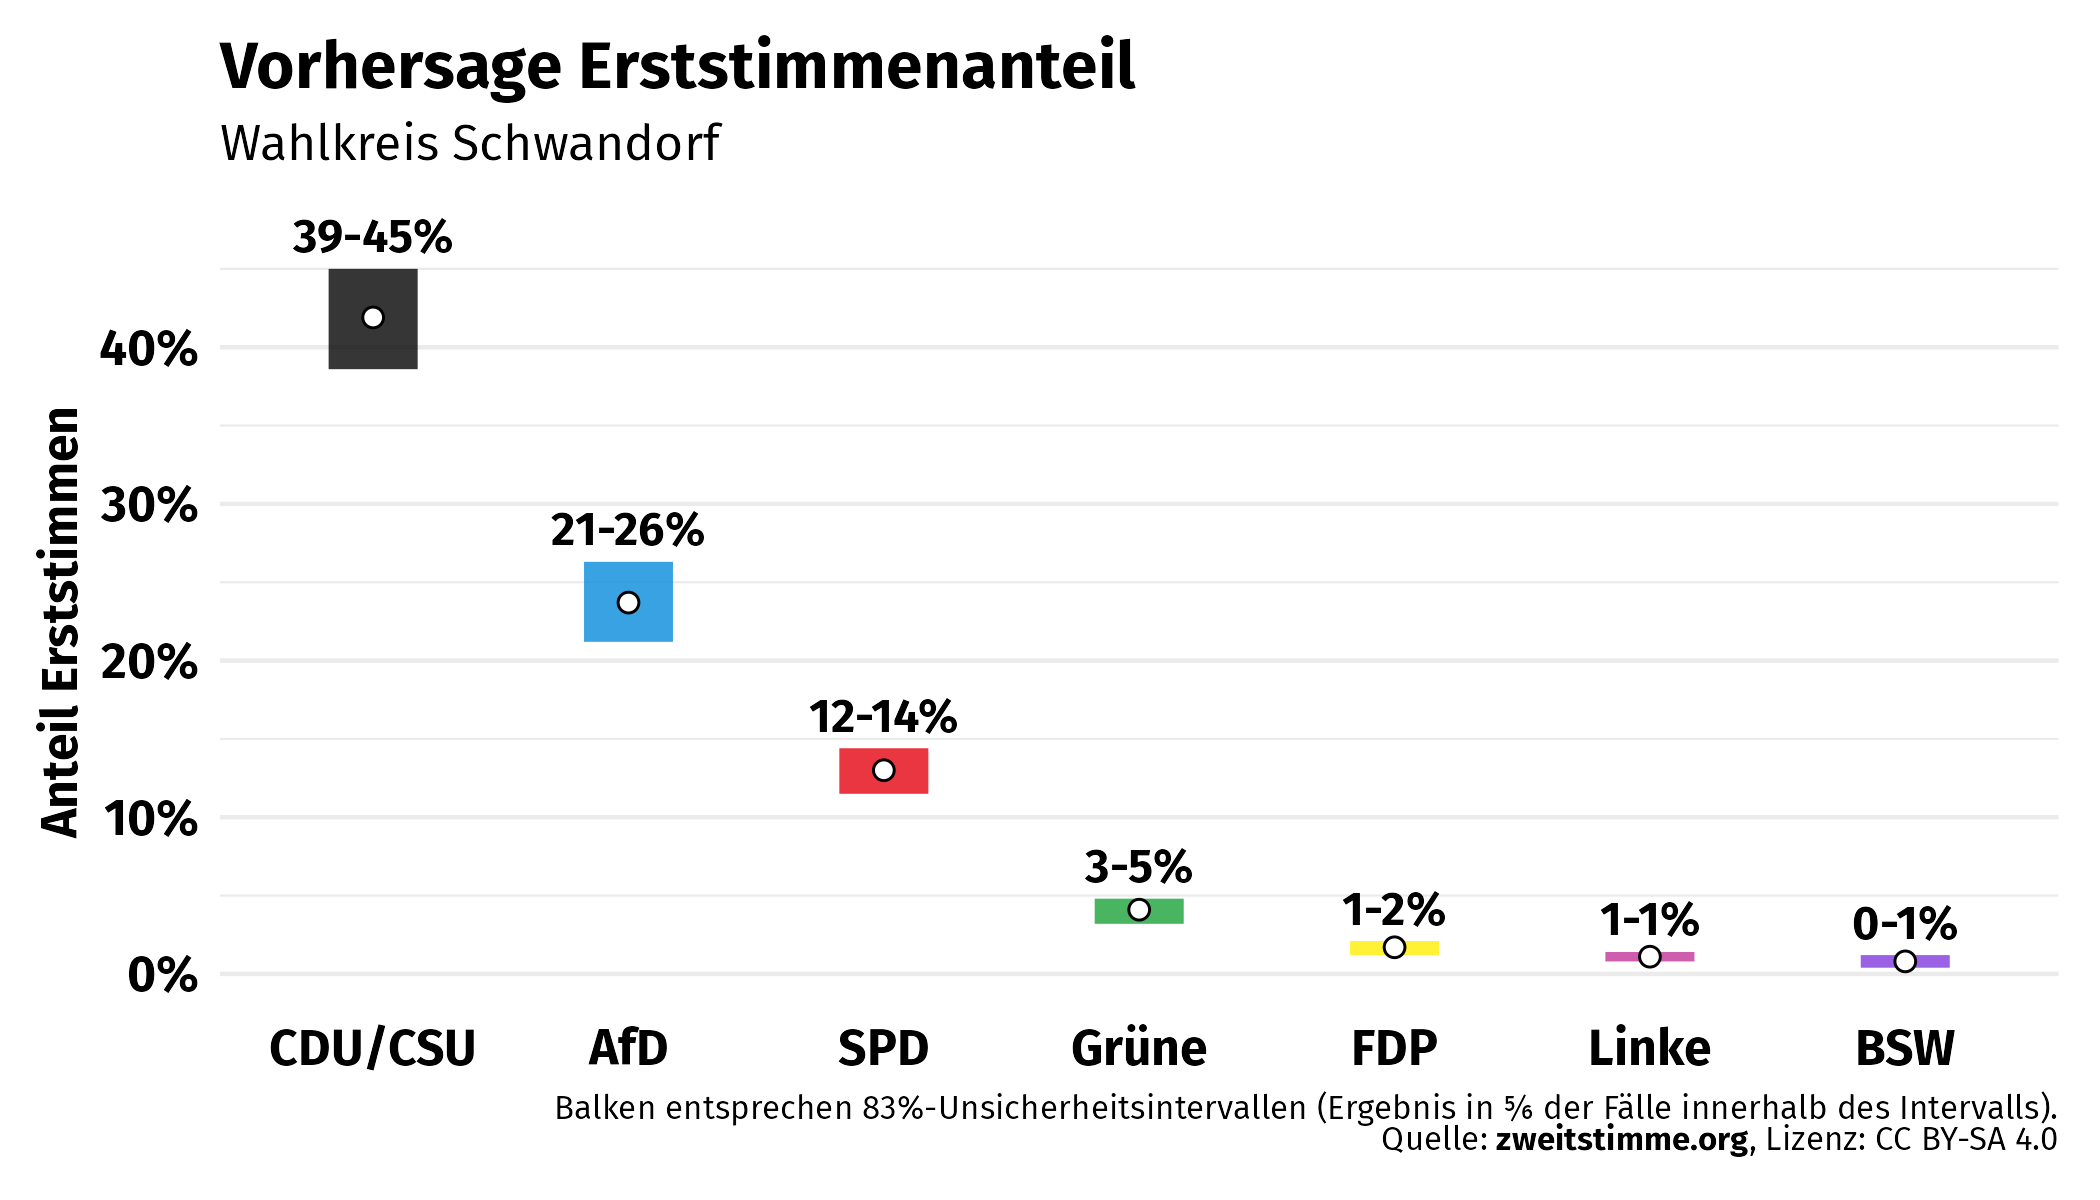 Vorhersage Erststimmenanteil
Wahlkreis Schwandorf
Anteil Erststimmen
40%
30%
20%
10%
0%
39-45%
21-26%
12-14%
3-5%
1-2%
1-1%
0-1%
CDU/CSU AfD SPD Grüne FDP Linke BSW
Balken entsprechen 83%-Unsicherheitsintervallen (Ergebnis in ⅚ der Fälle innerhalb des Intervalls).
Quelle: zweitstimme.org, Lizenz: CC BY-SA 4.0